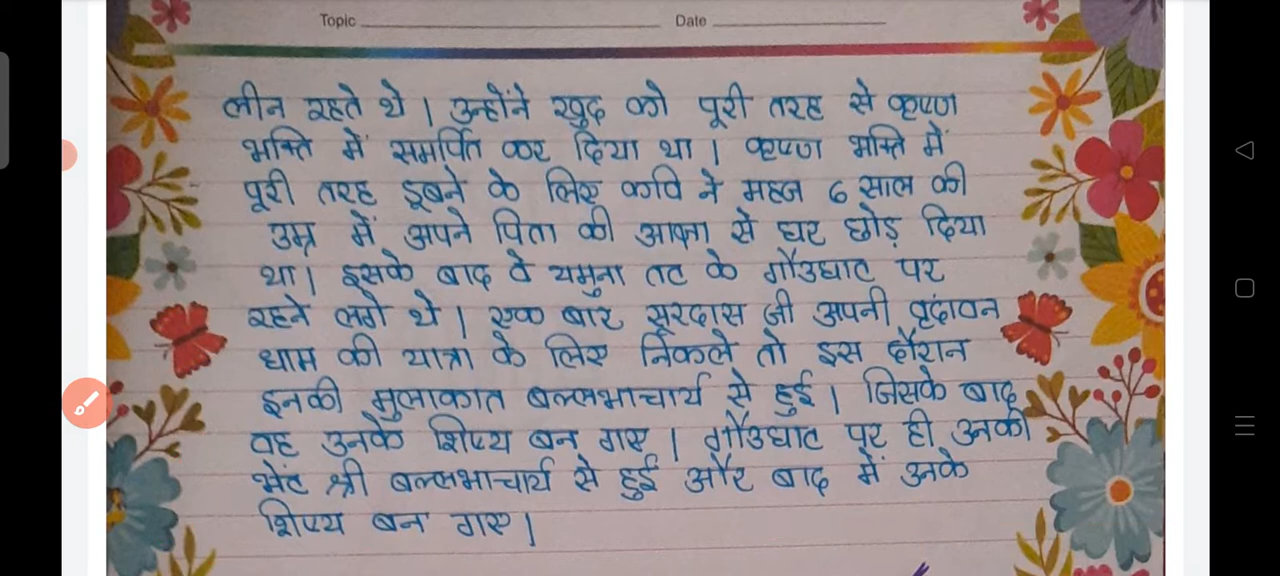 Topic Date
लीन रहते थे। उन्होंने खुद को पूरी तरह से कृष्ण
भक्ति में समर्पित कर दिया था। कृष्ण भक्ति में
पूरी तरह डूबने के लिए कवि ने महज 6 साल की
उम्र में अपने पिता की आज्ञा से घर छोड़ दिया
था। इसके बाद वे यमुना तट के गौउघाट पर
रहने लगे थे। एक बार सूरदास जी अपनी वृंदावन
धाम की यात्रा के लिए निकले तो इस दौरान
इनकी मुलाकात बल्लभाचार्य से हुई। जिसके बाद
वह उनके शिष्य बन गए। गौउघाट पर ही उनकी
भेंट श्री बल्लभाचार्य से हुई और बाद में उनके
शिष्य बन गए।